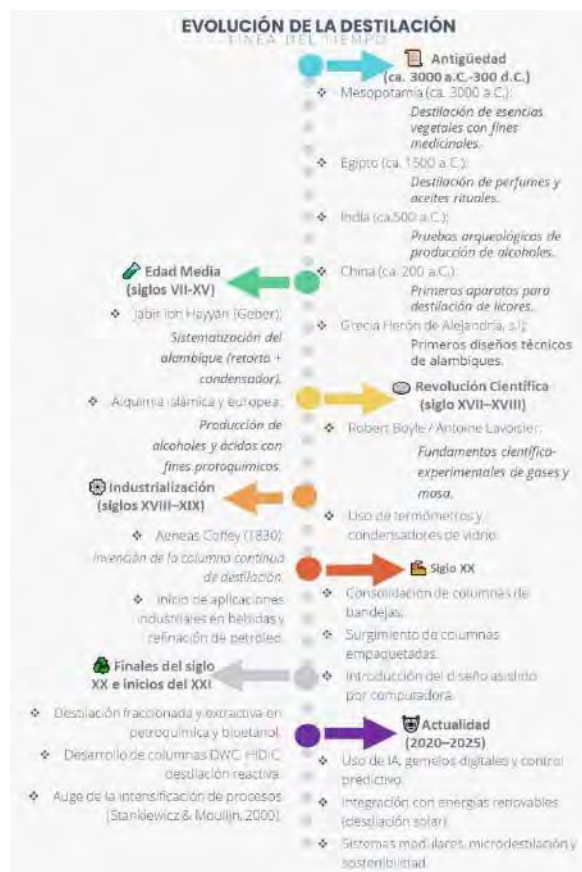 EVOLUCIÓN DE LA DESTILACIÓN
LÍNEA DEL TIEMPO
Antigüedad
(ca. 3000 a.C.-300 d.C.)
❖ Mesopotamia (ca. 3000 a.C.):
Destilación de esencias
vegetales con fines
medicinales.
❖ Egipto (ca. 1500 a.C.):
Destilación de perfumes y
aceites rituales.
❖ India (ca.500 a.C.):
Pruebas arqueológicas de
producción de alcoholes.
❖ China (ca. 200 a.C.):
Primeros aparatos para
destilación de licores.
❖ Grecia Herón de Alejandría, s.I):
Primeros diseños técnicos
de alambiques.
Edad Media
(siglos VII-XV)
❖ Jabir ibn Hayyan (Geber):
Sistematización del
alambique (retorta +
condensador).
❖ Alquimia islámica y europea:
Producción de
alcoholes y ácidos con
fines protoquímicos.
Revolución Científica
(siglo XVII–XVIII)
❖ Robert Boyle / Antoine Lavoisier:
Fundamentos científico-
experimentales de gases y
masa.
❖ Uso de termómetros y
condensadores de vidrio.
Industrialización
(siglos XVIII–XIX)
❖ Aeneas Coffey (1830):
Invención de la columna continua
de destilación.
❖ Inicio de aplicaciones
industriales en bebidas y
refinación de petróleo.
Siglo XX
❖ Consolidación de columnas de
bandejas.
❖ Surgimiento de columnas
empaquetadas.
❖ Introducción del diseño asistido
por computadora.
Finales del siglo
XX e inicios del XXI
❖ Destilación fraccionada y extractiva en
petroquímica y bioetanol.
❖ Desarrollo de columnas DWC, HIDiC,
destilación reactiva.
❖ Auge de la intensificación de procesos
(Stankiewicz & Moulijn, 2000).
Actualidad
(2020–2025)
❖ Uso de IA, gemelos digitales y control
predictivo.
❖ Integración con energías renovables
(destilación solar).
❖ Sistemas modulares, microdestilación y
sostenibilidad.